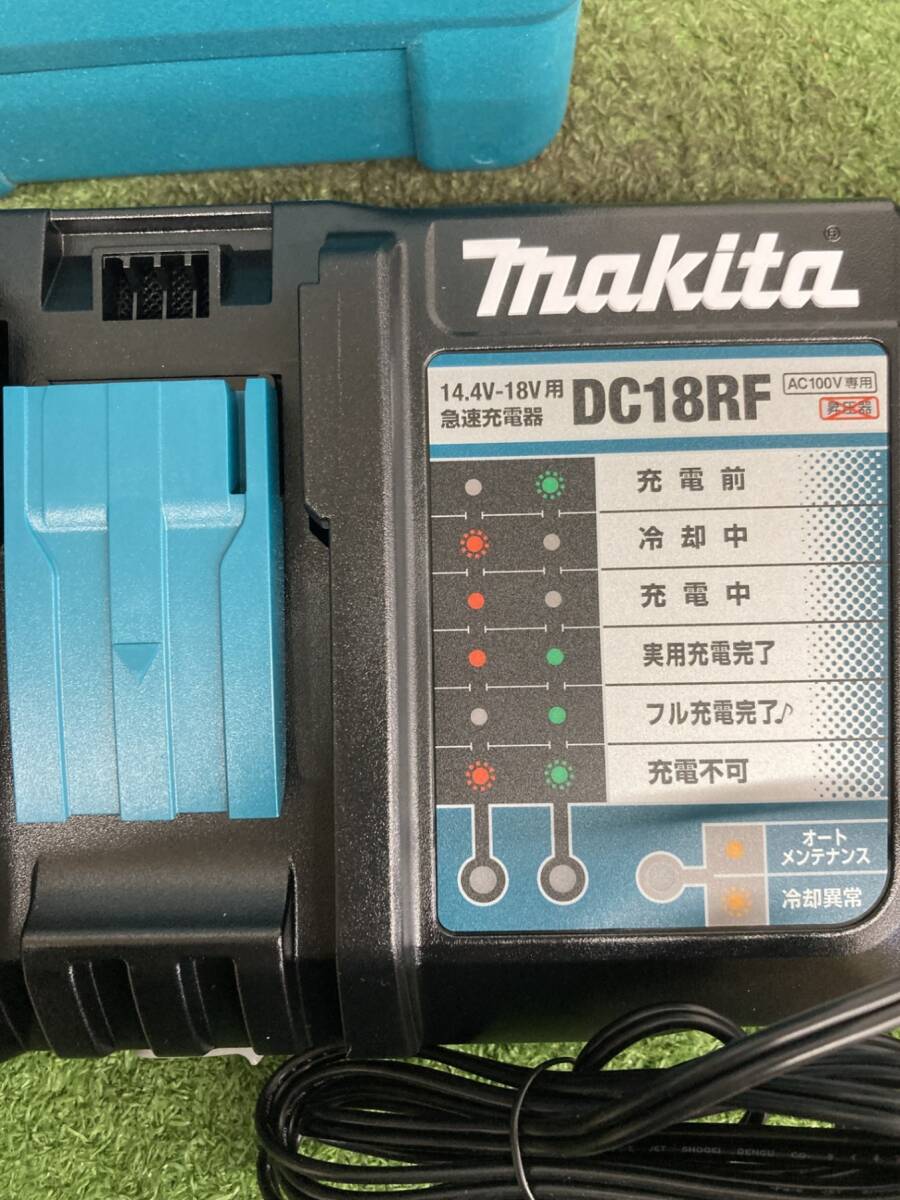 makita
14.4V-18V用
急速充電器
DC18RF
AC100V専用
昇圧器
充電前
冷却中
充電中
実用充電完了
フル充電完了♪
充電不可
オート
メンテナンス
冷却異常